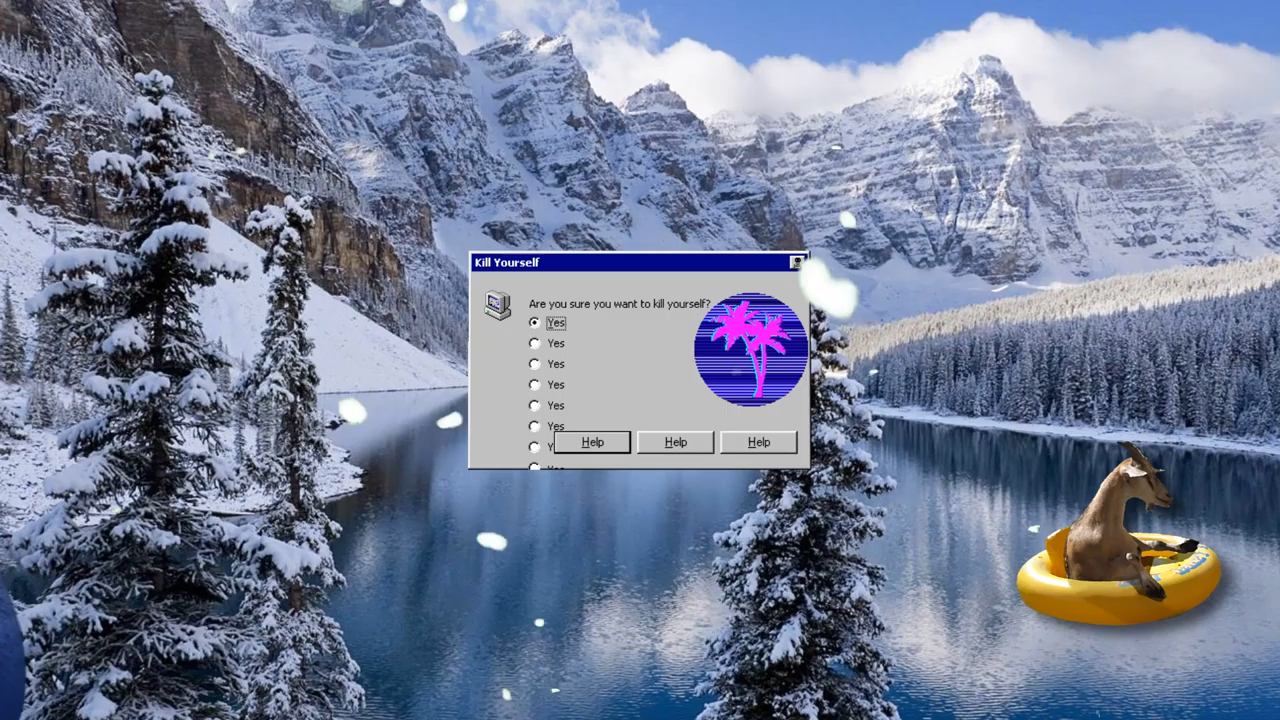 Kill Yourself
Are you sure you want to kill yourself?
Yes
Yes
Yes
Yes
Yes
Yes
Help Help Help